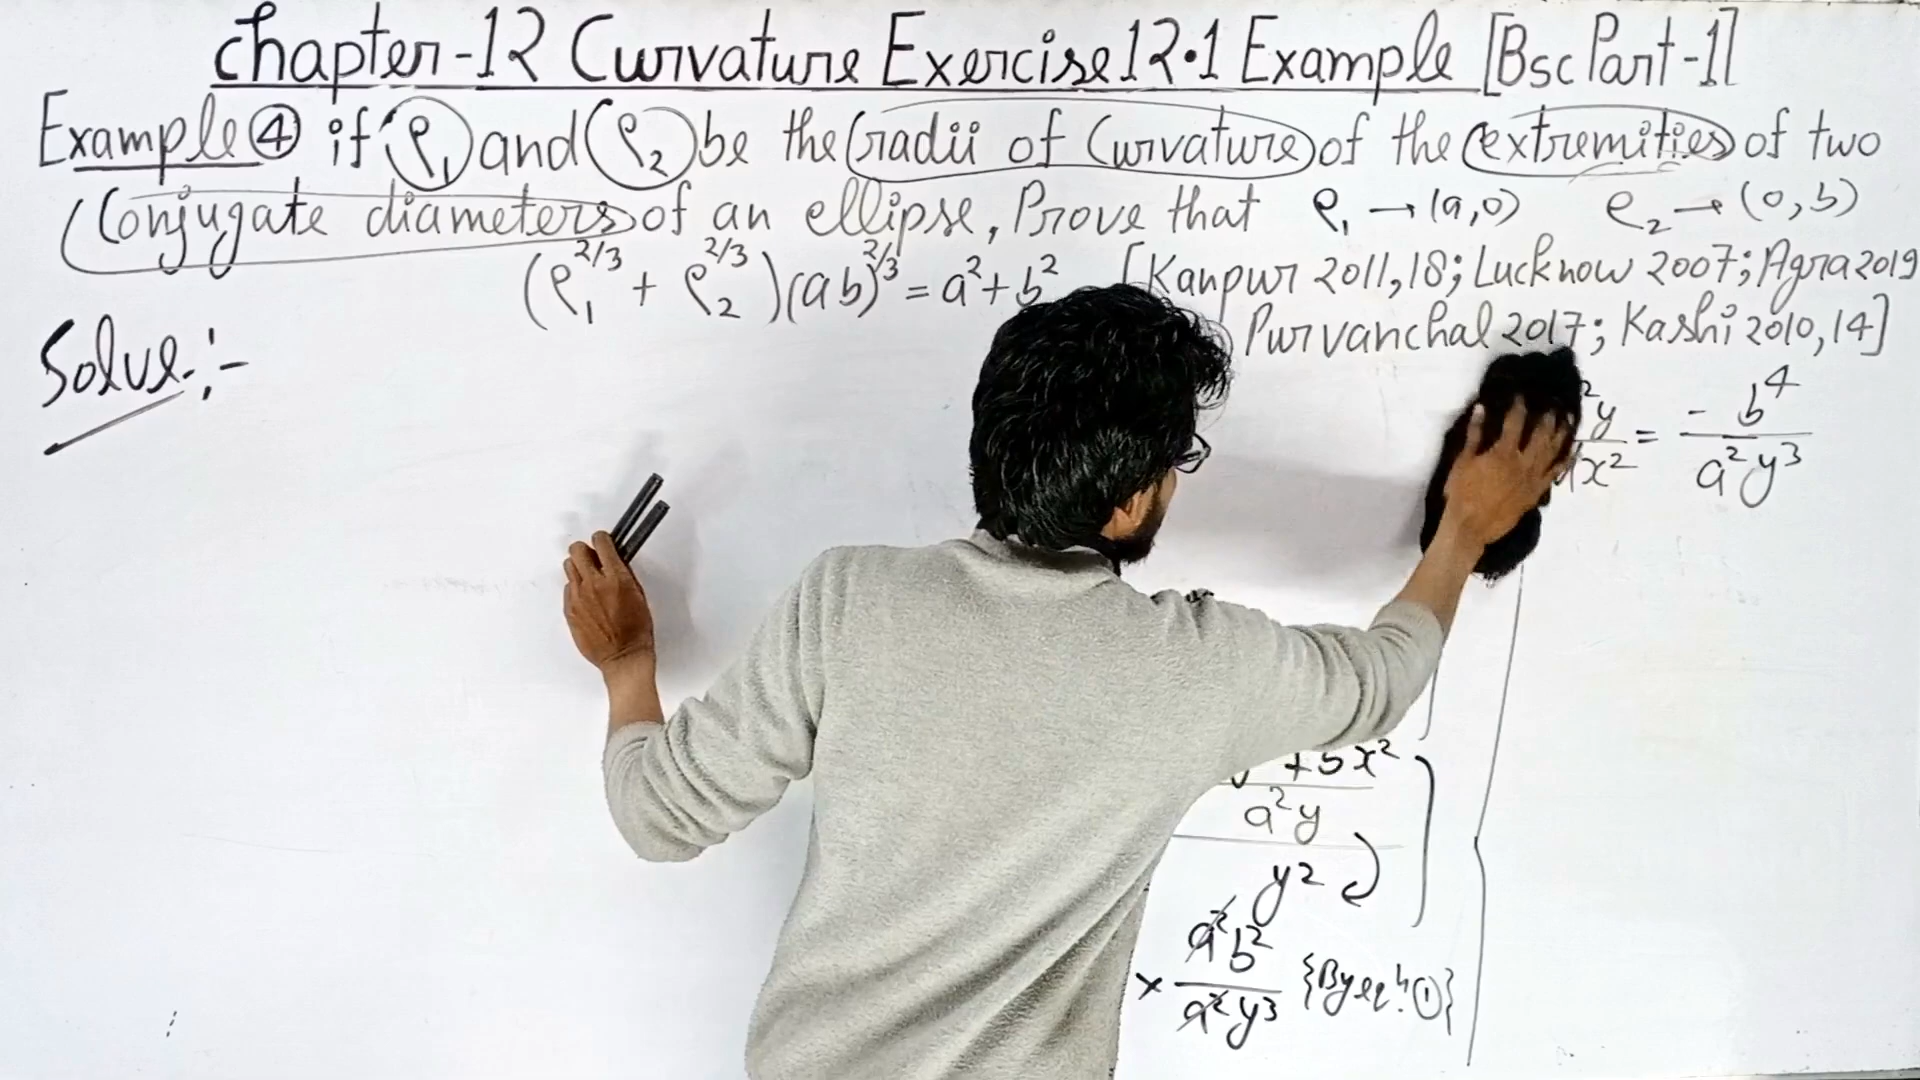 Chapter-12 Curvature Exercise 12.1 Example [Bsc Part-1]
Example ④ if ρ₁ and ρ₂ be the radii of Curvature of the extremities of two
Conjugate diameters of an ellipse, Prove that ρ₁ → (a,0) ρ₂ → (0,b)
(ρ₁^2/3 + ρ₂^2/3)(ab)^2/3 = a² + b² [Kanpur 2011,18; Lucknow 2007; Agra 2019
Purvanchal 2017; Kashi 2010,14]
Solve:-
²y/dx² = -b⁴/a²y³
+bx²
a²y
y²
× a²b²/a²y³ {By eqⁿ. ①}